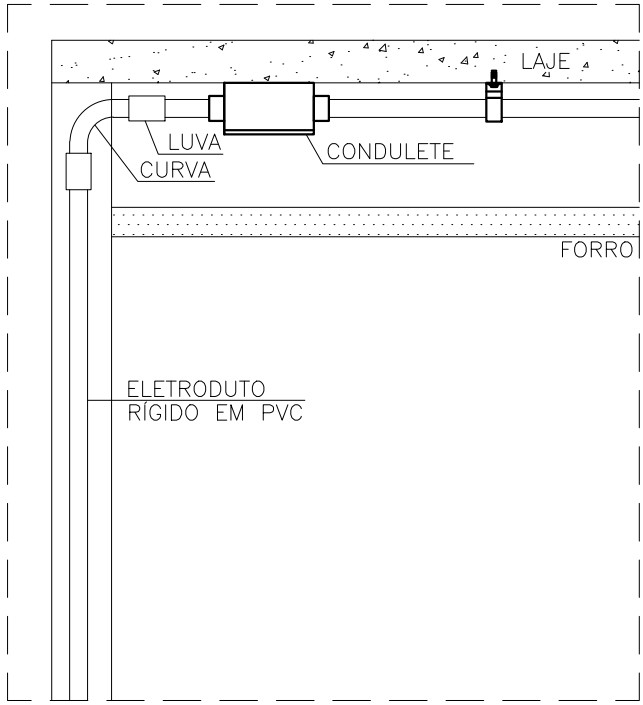 LAJE
LUVA
CURVA
CONDULETE
FORRO
ELETRODUTO
RÍGIDO EM PVC